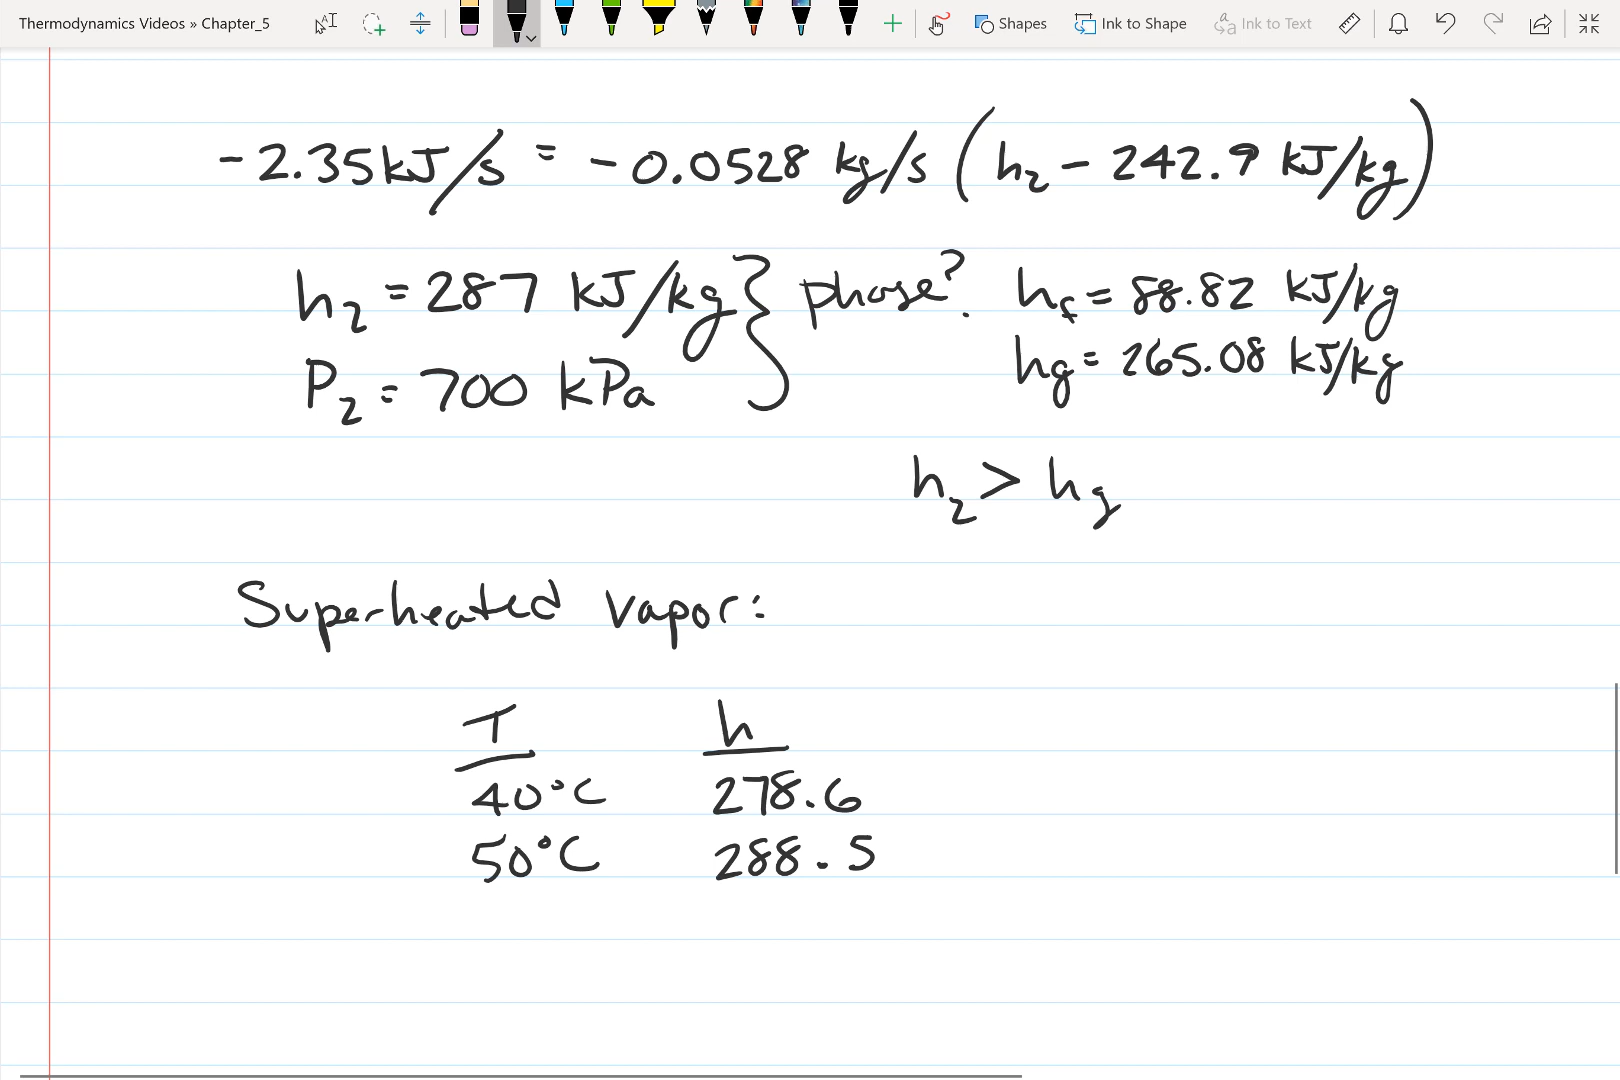 Thermodynamics Videos » Chapter_5
Shapes
Ink to Shape
Ink to Text
-2.35 kJ/s = -0.0528 kg/s (h₂ - 242.9 kJ/kg)
h₂ = 287 kJ/kg } phase? hf = 88.82 kJ/kg
hg = 265.08 kJ/kg
P₂ = 700 kPa
h₂ > hg
Superheated vapor:
T h
40°C 278.6
50°C 288.5